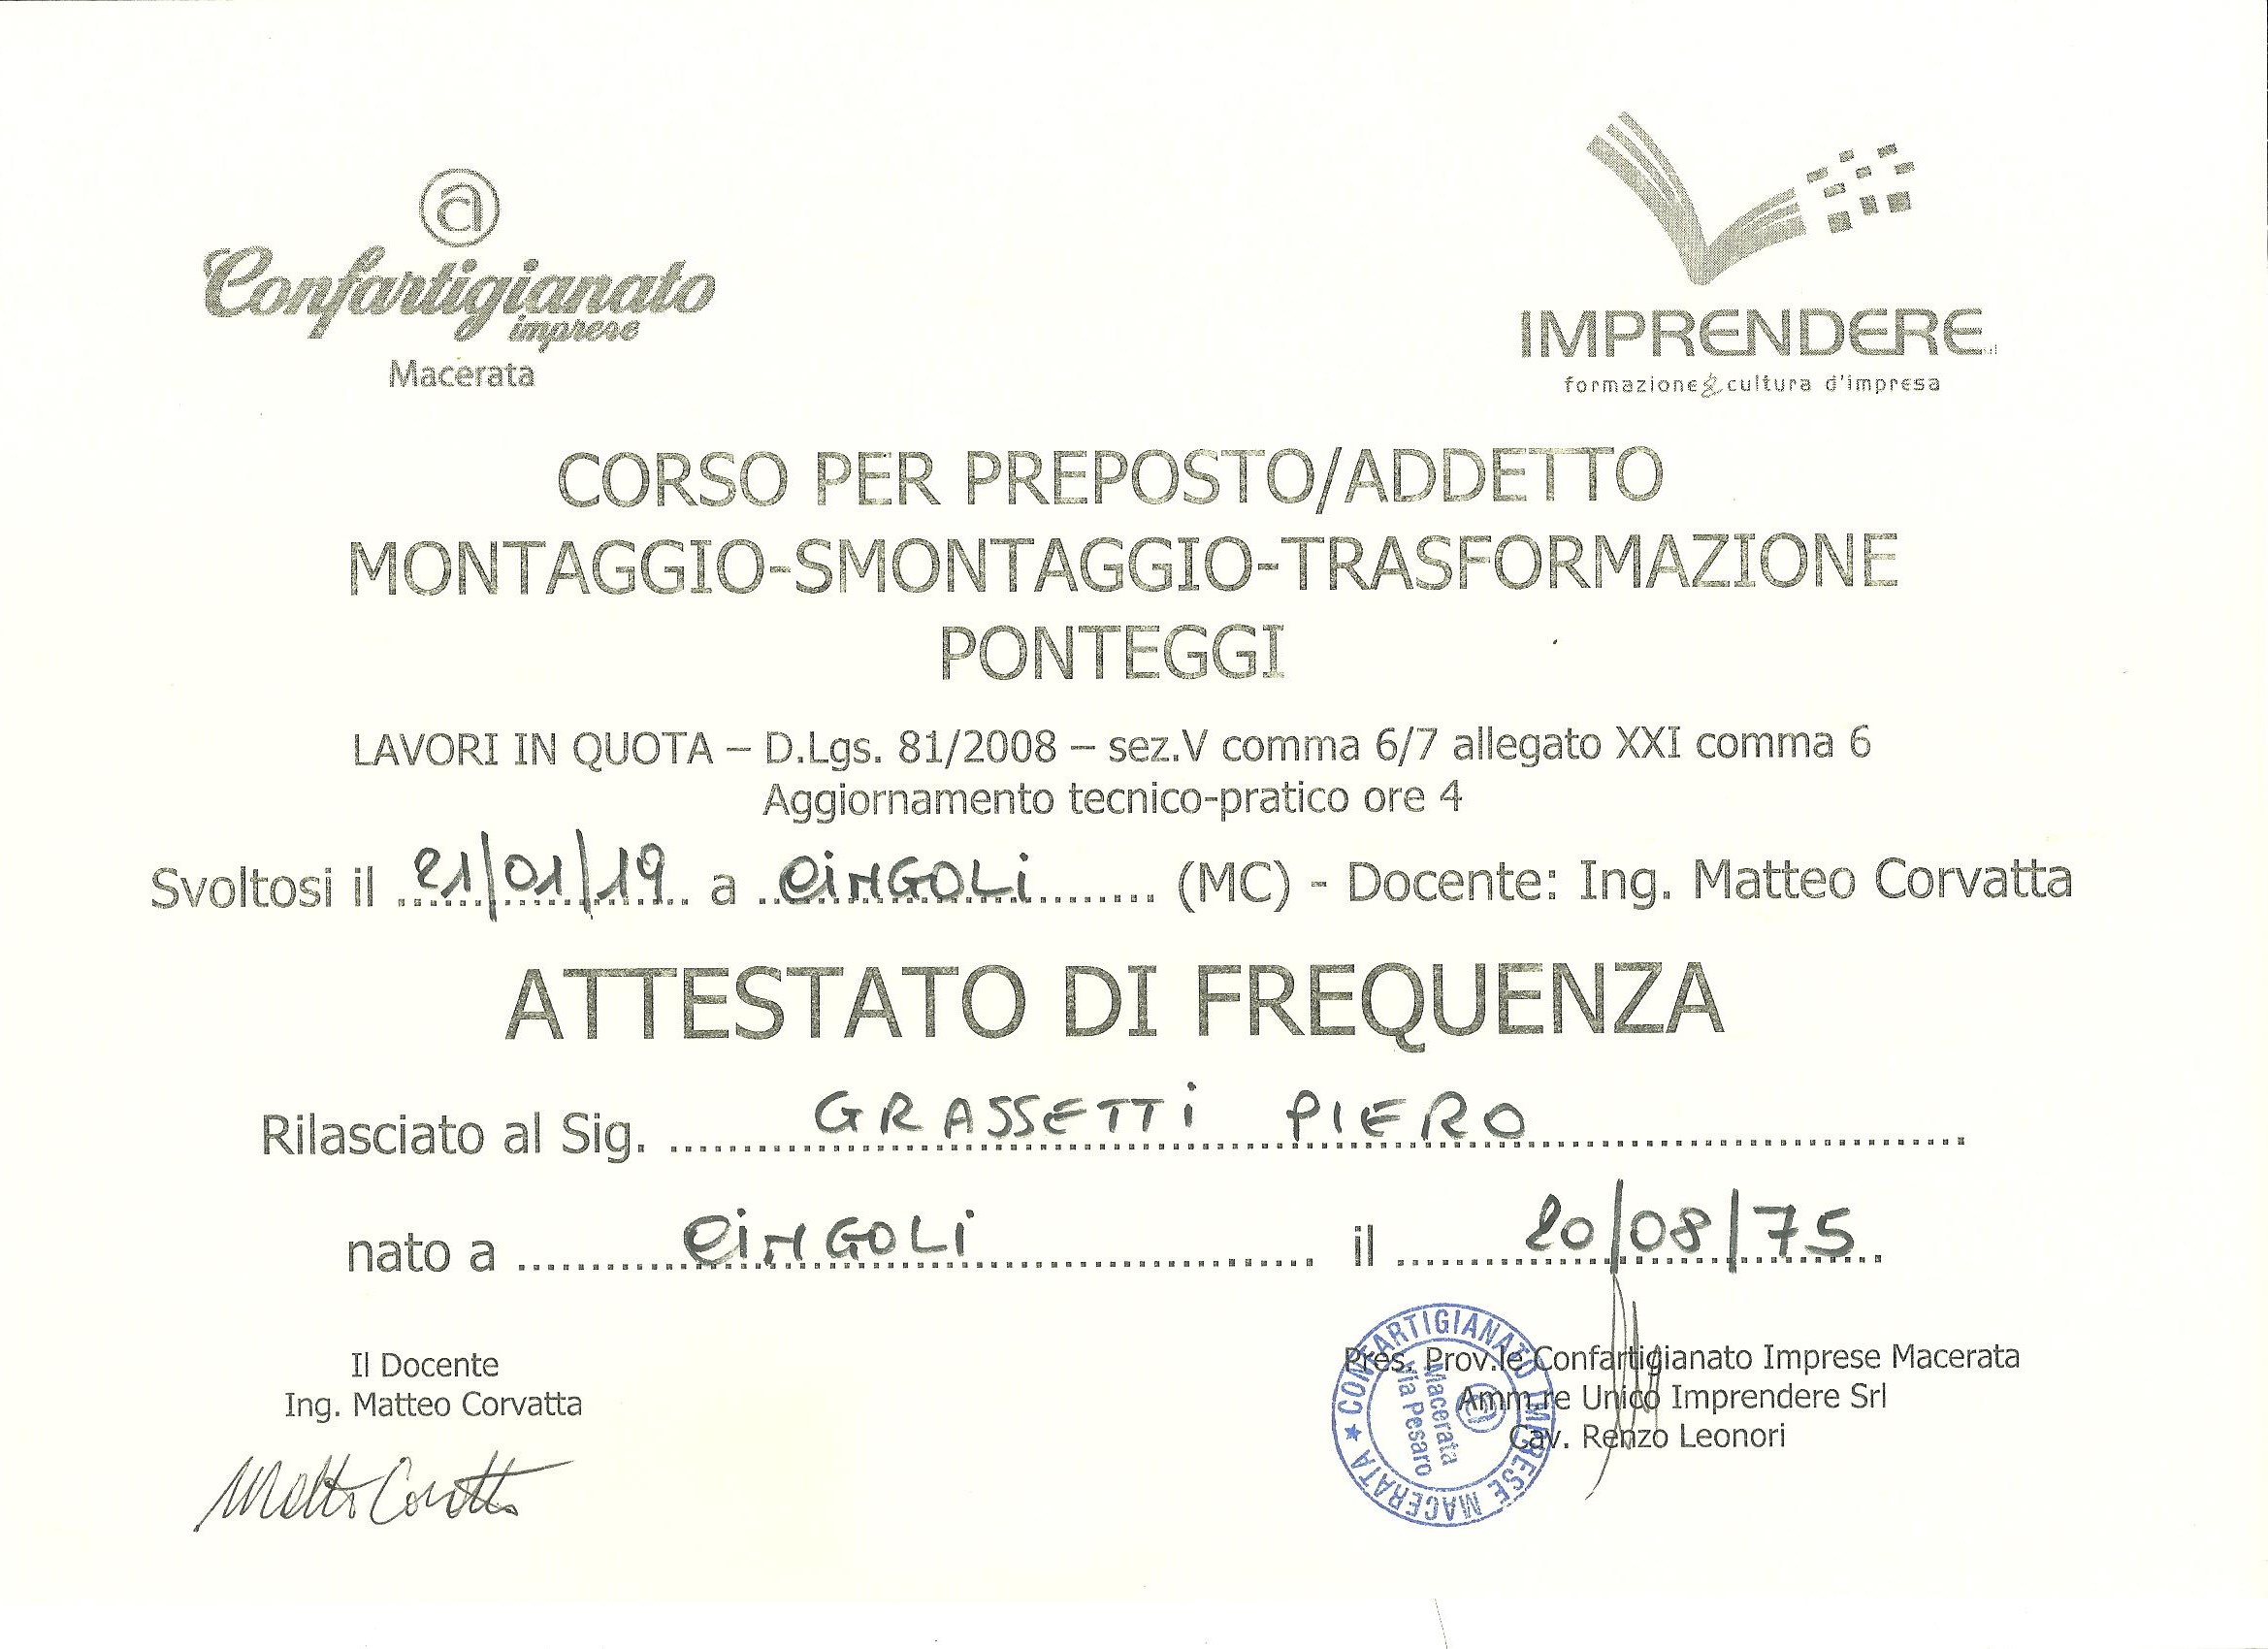 a
Confartigianato
imprese
Macerata
IMPRENDERE
formazione & cultura d'impresa
CORSO PER PREPOSTO/ADDETTO
MONTAGGIO-SMONTAGGIO-TRASFORMAZIONE
PONTEGGI
LAVORI IN QUOTA – D.Lgs. 81/2008 – sez.V comma 6/7 allegato XXI comma 6
Aggiornamento tecnico-pratico ore 4
Svoltosi il 21/01/19 a CiNGOLi (MC) - Docente: Ing. Matteo Corvatta
ATTESTATO DI FREQUENZA
Rilasciato al Sig. GRASSETTi PIERO
nato a CiNGOLi il 20/08/75
Il Docente
Ing. Matteo Corvatta
Matteo Corvatta
Pres. Prov.le Confartigianato Imprese Macerata
Amm.re Unico Imprendere Srl
Cav. Renzo Leonori
CONFARTIGIANATO IMPRESE MACERATA
Macerata
Via Pesaro